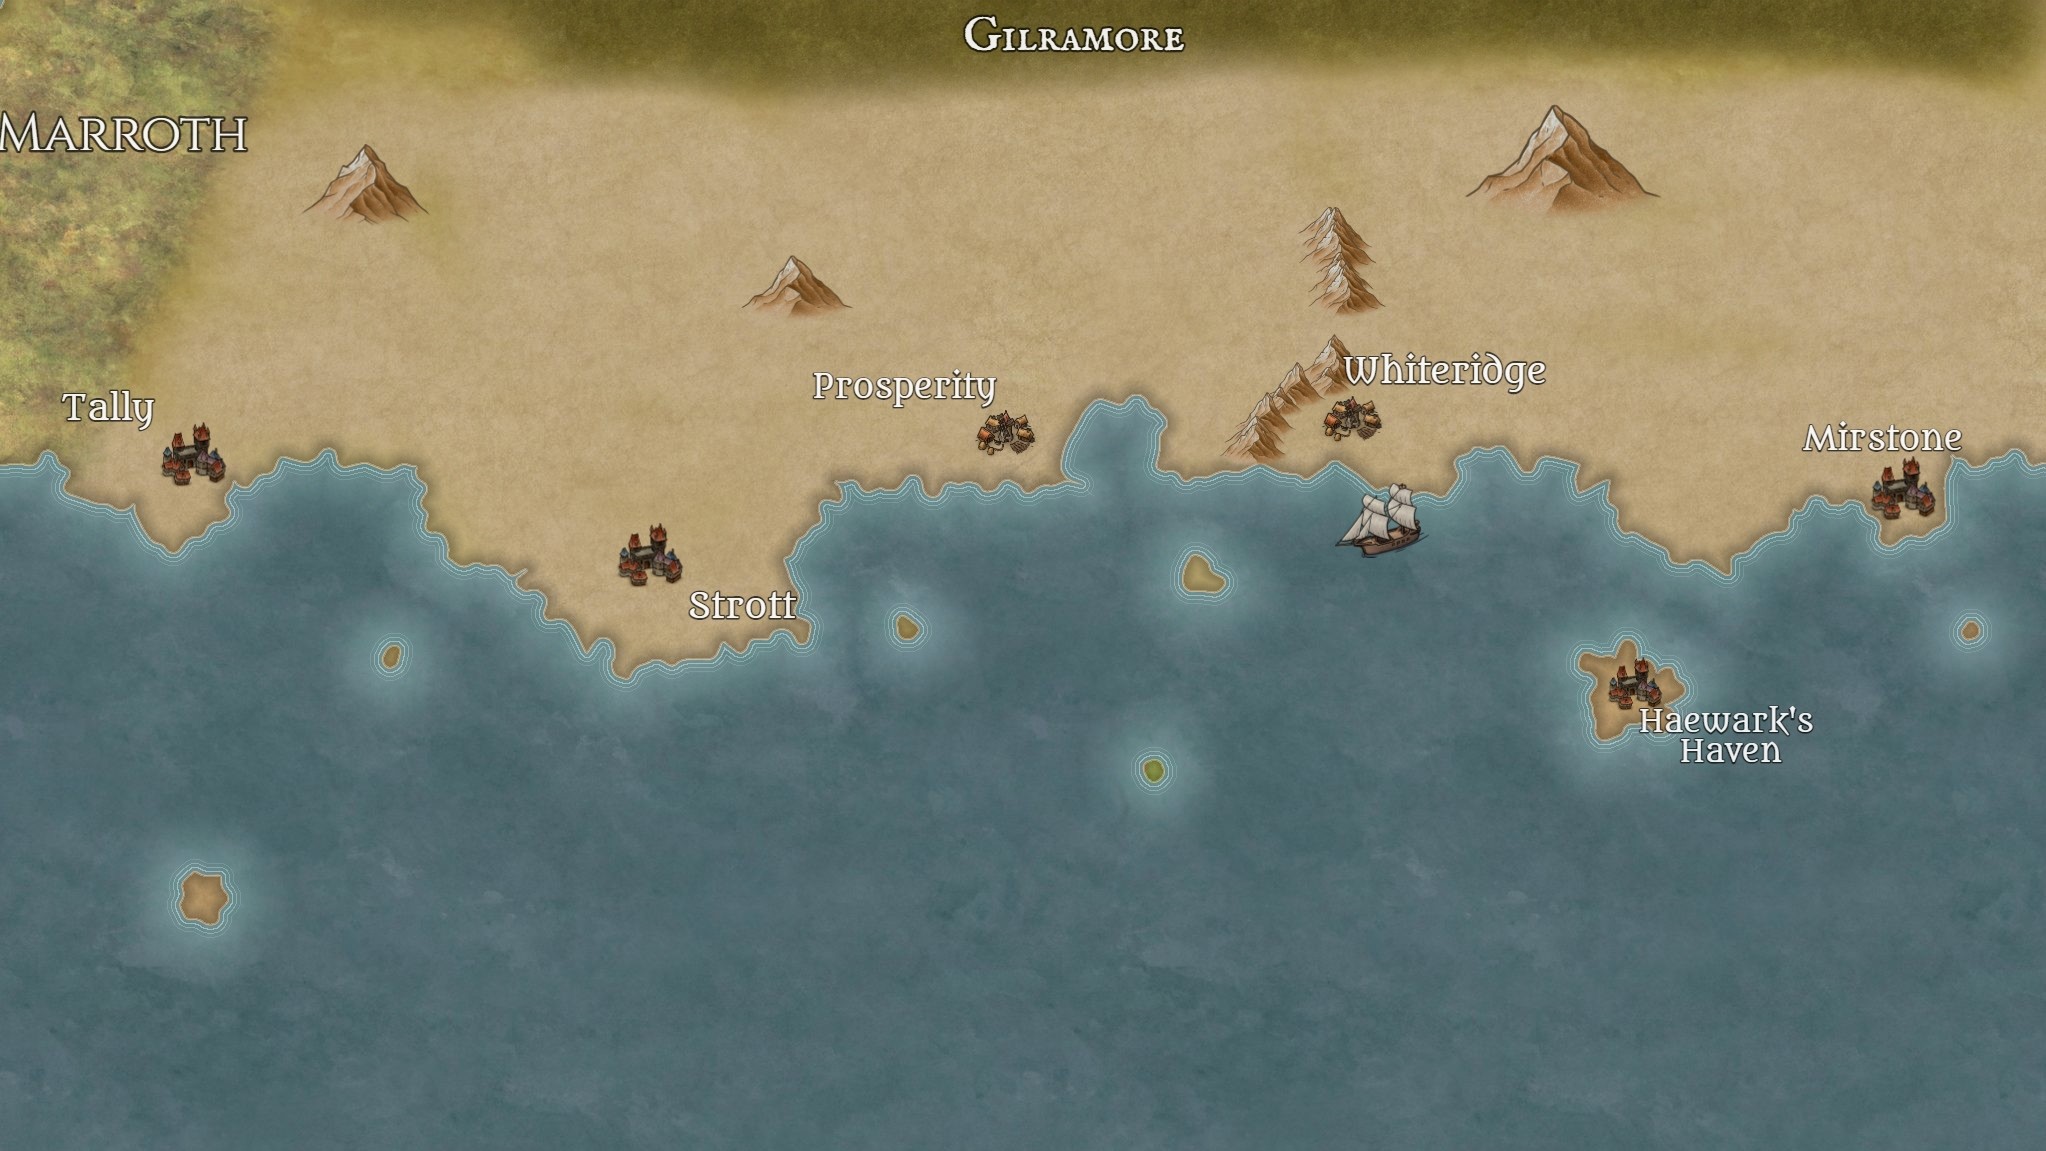 Gilramore
Marroth
Whiteridge
Prosperity
Tally
Mirstone
Strott
Haewark's
Haven